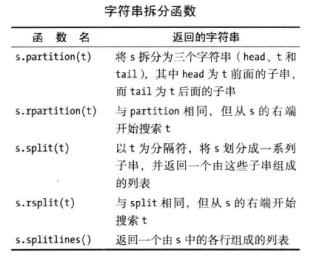 字符串拆分函数
函 数 名 返回的字符串
s.partition(t) 将 s 拆分为三个字符串（head、t 和
tail），其中 head 为 t 前面的子串，
而 tail 为 t 后面的子串
s.rpartition(t) 与 partition 相同，但从 s 的右端
开始搜索 t
s.split(t) 以 t 为分隔符，将 s 划分成一系列
子串，并返回一个由这些子串组成
的列表
s.rsplit(t) 与 split 相同，但从 s 的右端开始
搜索 t
s.splitlines() 返回一个由 s 中的各行组成的列表